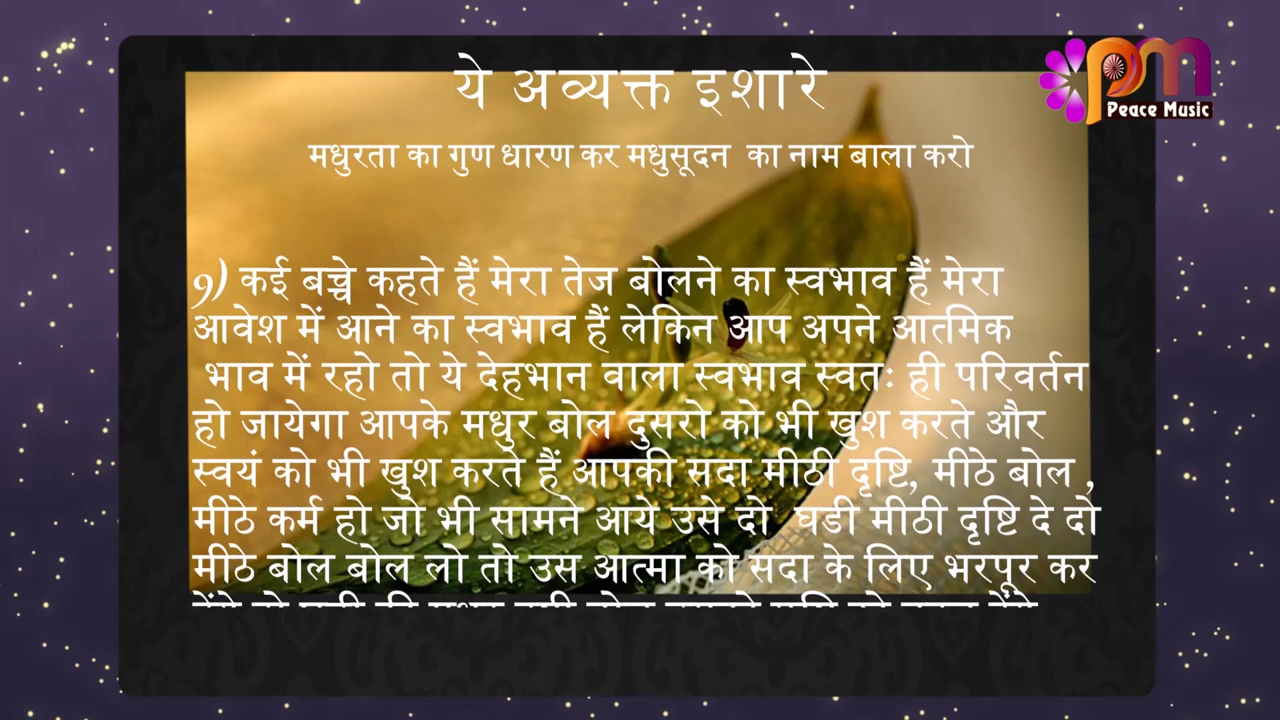 ये अव्यक्त इशारे
Peace Music
मधुरता का गुण धारण कर मधुसूदन का नाम बाला करो
9) कई बच्चे कहते हैं मेरा तेज बोलने का स्वभाव हैं मेरा
आवेश में आने का स्वभाव हैं लेकिन आप अपने आत्मिक
भाव में रहो तो ये देहभान वाला स्वभाव स्वतः ही परिवर्तन
हो जायेगा आपके मधुर बोल दुसरो को भी खुश करते और
स्वयं को भी खुश करते हैं आपकी सदा मीठी दृष्टि, मीठे बोल ,
मीठे कर्म हो जो भी सामने आये उसे दो घडी मीठी दृष्टि दे दो
मीठे बोल बोल लो तो उस आत्मा को सदा के लिए भरपूर कर